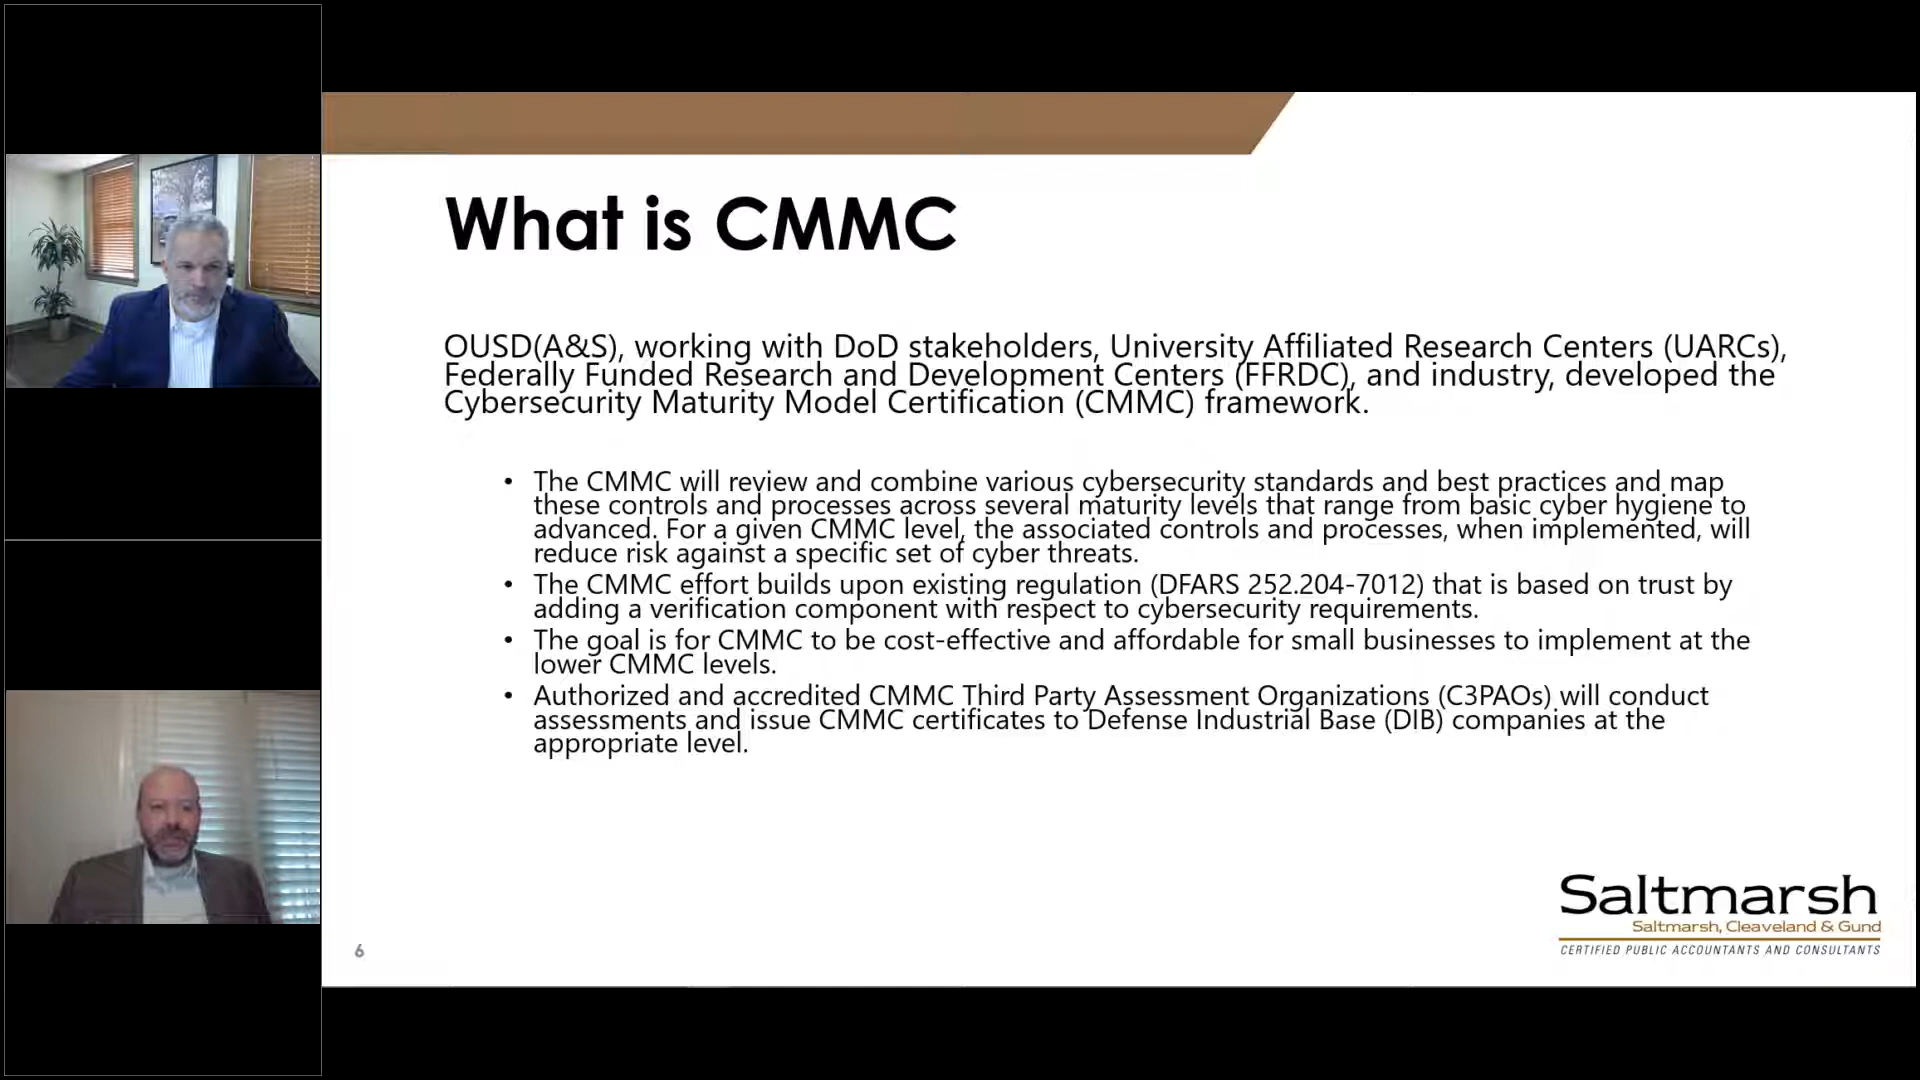 What is CMMC
OUSD(A&S), working with DoD stakeholders, University Affiliated Research Centers (UARCs),
Federally Funded Research and Development Centers (FFRDC), and industry, developed the
Cybersecurity Maturity Model Certification (CMMC) framework.
• The CMMC will review and combine various cybersecurity standards and best practices and map
these controls and processes across several maturity levels that range from basic cyber hygiene to
advanced. For a given CMMC level, the associated controls and processes, when implemented, will
reduce risk against a specific set of cyber threats.
• The CMMC effort builds upon existing regulation (DFARS 252.204-7012) that is based on trust by
adding a verification component with respect to cybersecurity requirements.
• The goal is for CMMC to be cost-effective and affordable for small businesses to implement at the
lower CMMC levels.
• Authorized and accredited CMMC Third Party Assessment Organizations (C3PAOs) will conduct
assessments and issue CMMC certificates to Defense Industrial Base (DIB) companies at the
appropriate level.
Saltmarsh
Saltmarsh, Cleaveland & Gund
CERTIFIED PUBLIC ACCOUNTANTS AND CONSULTANTS
6